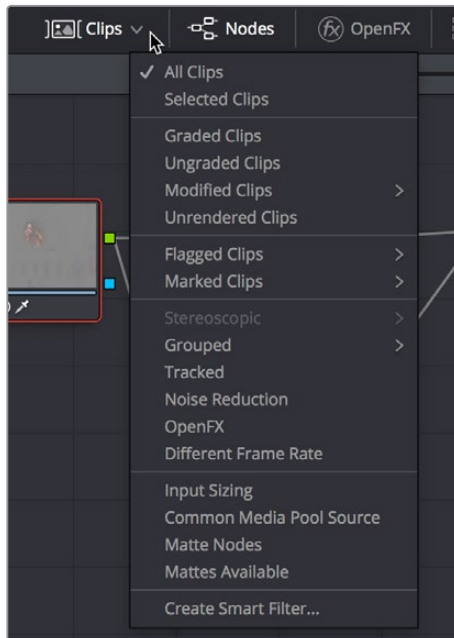 Clips
Nodes
OpenFX
All Clips
Selected Clips
Graded Clips
Ungraded Clips
Modified Clips
Unrendered Clips
Flagged Clips
Marked Clips
Stereoscopic
Grouped
Tracked
Noise Reduction
OpenFX
Different Frame Rate
Input Sizing
Common Media Pool Source
Matte Nodes
Mattes Available
Create Smart Filter...